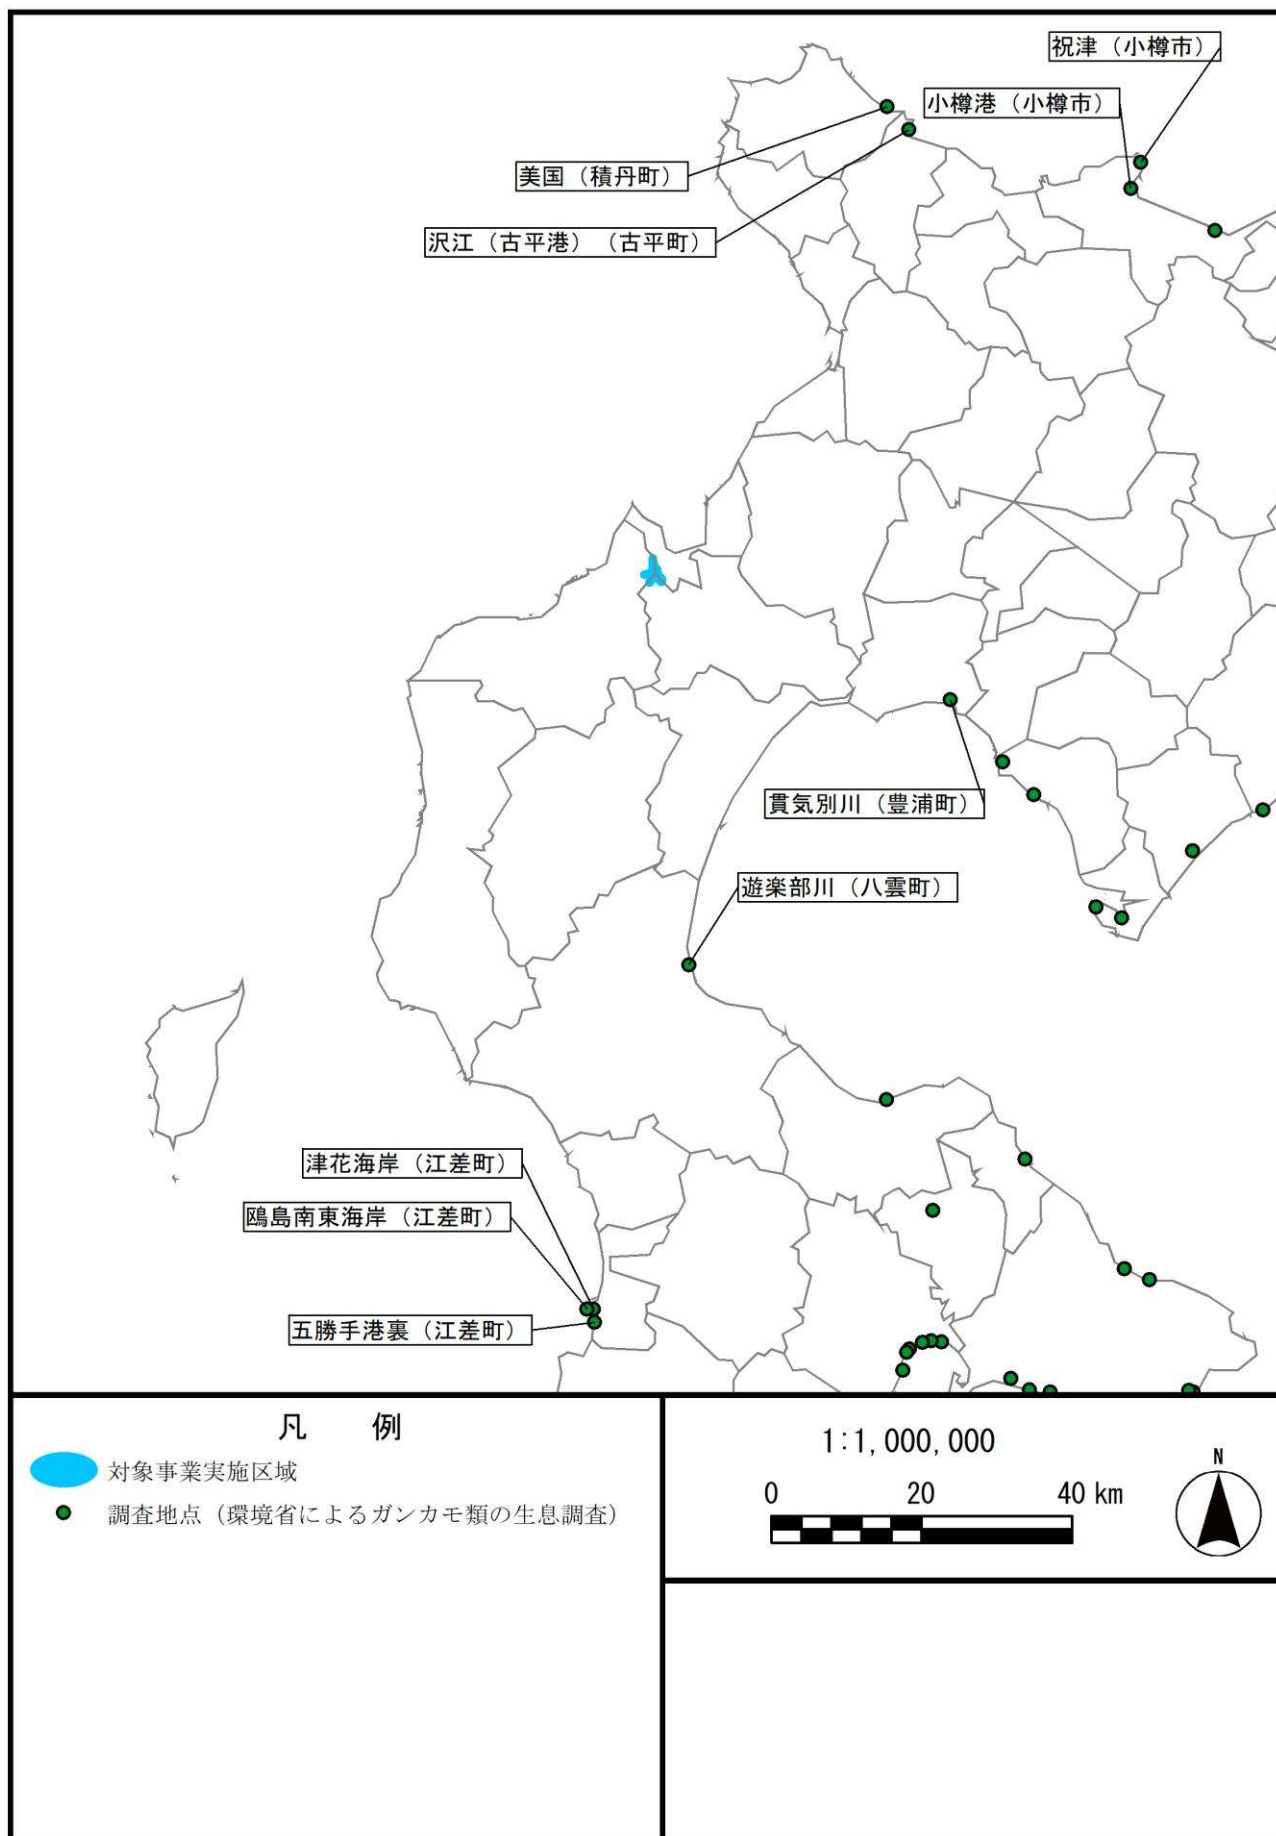 祝津（小樽市）
小樽港（小樽市）
美国（積丹町）
沢江（古平港）（古平町）
貫気別川（豊浦町）
遊楽部川（八雲町）
津花海岸（江差町）
鴎島南東海岸（江差町）
五勝手港裏（江差町）
凡　例
対象事業実施区域
調査地点（環境省によるガンカモ類の生息調査）
1:1,000,000
0 20 40 km
N